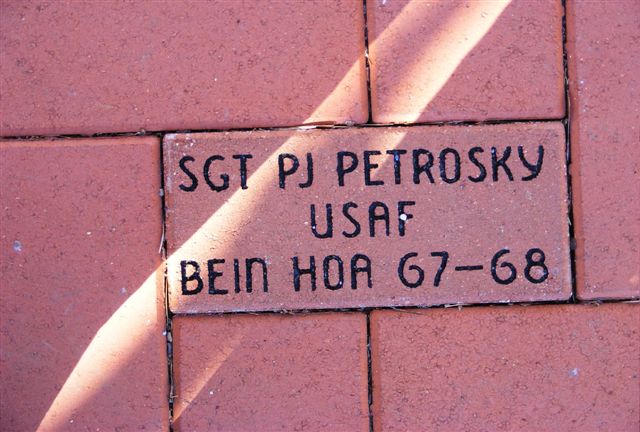 SGT PJ PETROSKY
USAF
BEIN HOA 67-68